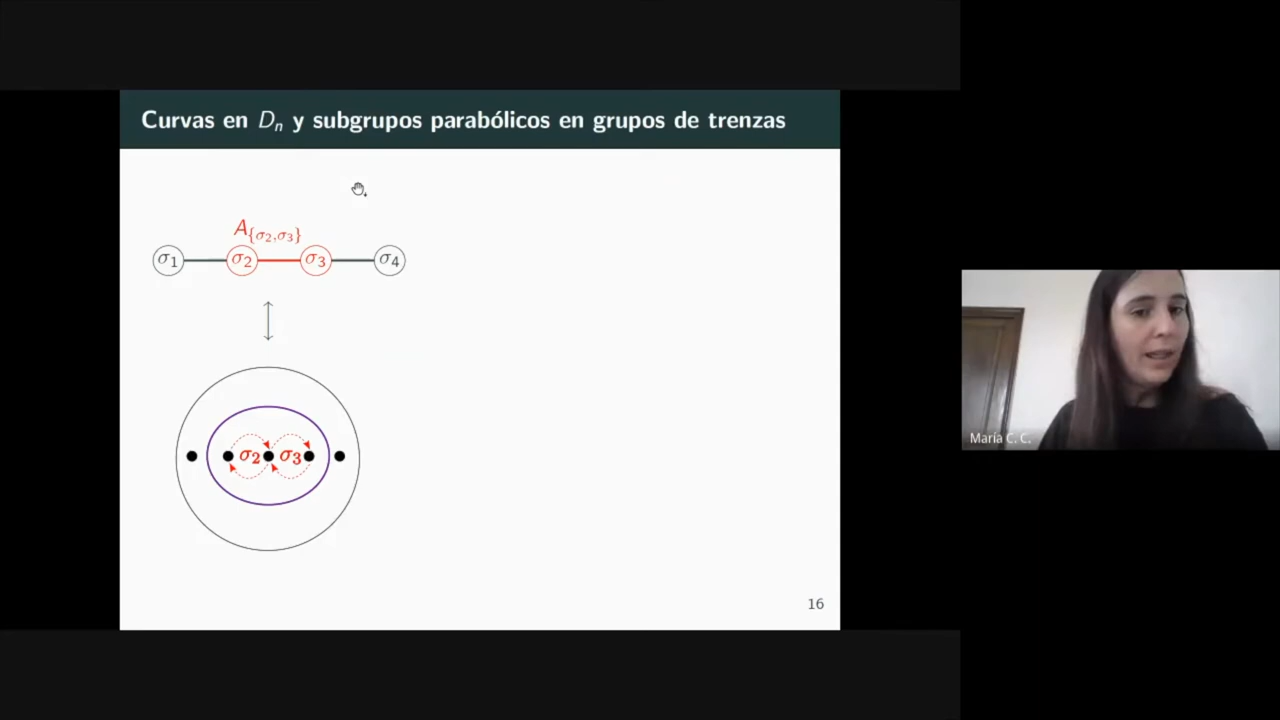 Curvas en Dₙ y subgrupos parabólicos en grupos de trenzas
A{σ₂,σ₃}
σ₁ σ₂ σ₃ σ₄
σ₂ σ₃
María C. C.
16